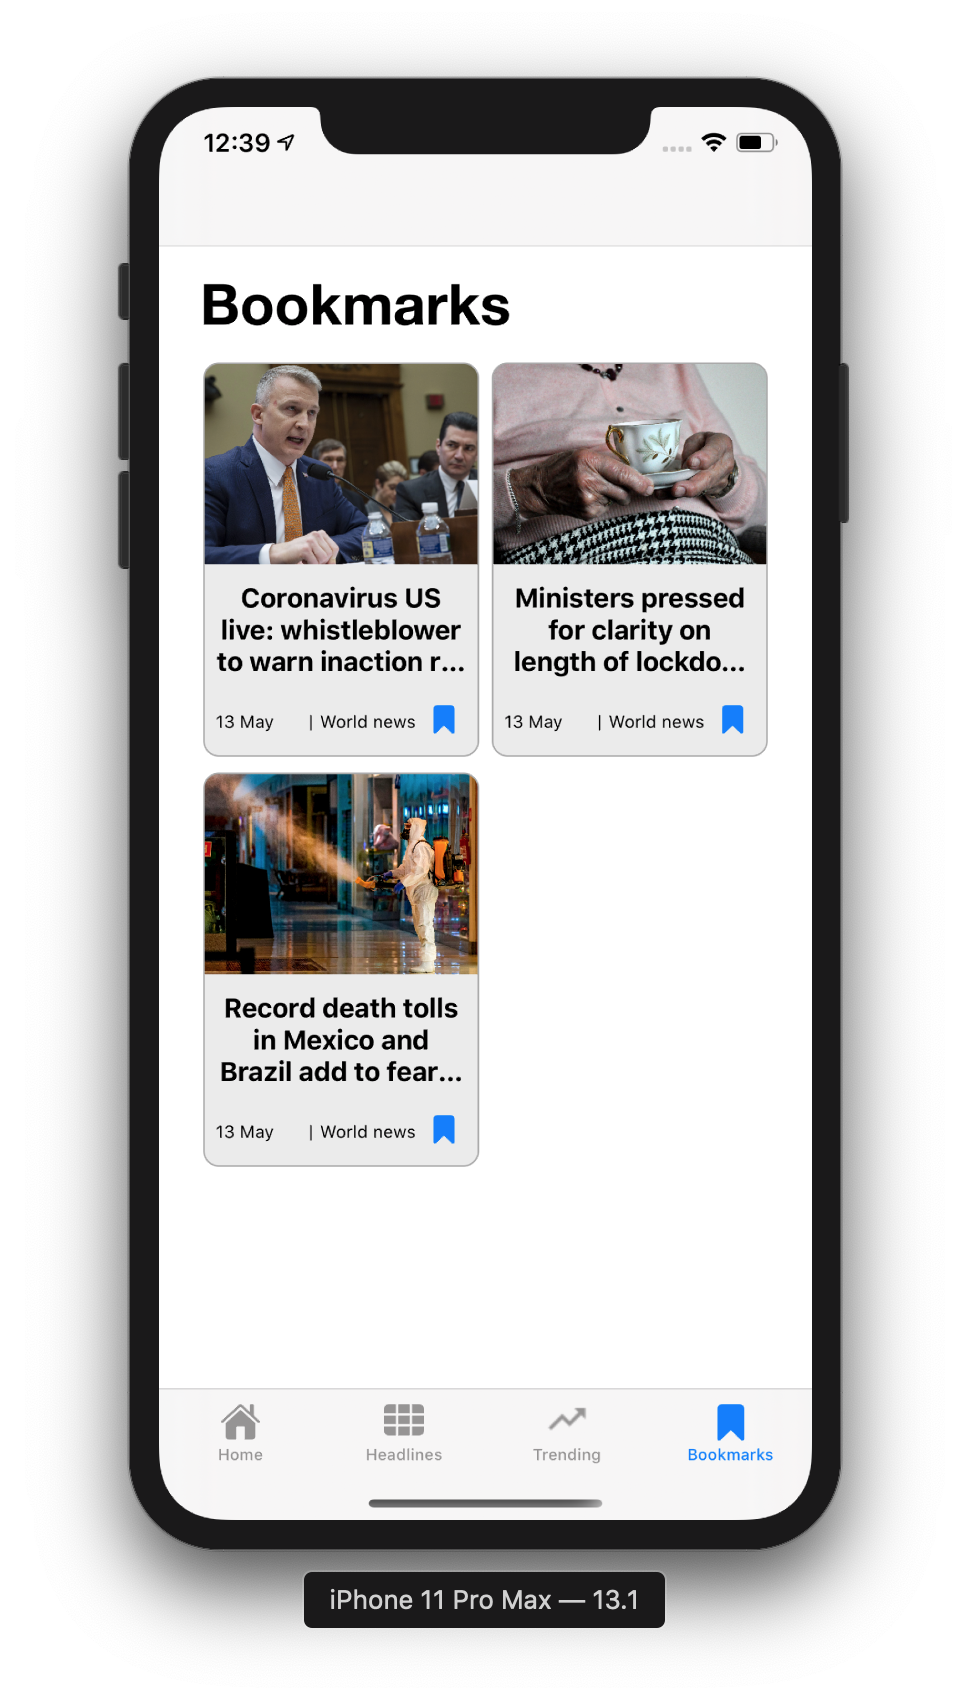 12:39
Bookmarks
Coronavirus US
live: whistleblower
to warn inaction r...
13 May | World news
Ministers pressed
for clarity on
length of lockdo...
13 May | World news
Record death tolls
in Mexico and
Brazil add to fear...
13 May | World news
Home
Headlines
Trending
Bookmarks
iPhone 11 Pro Max — 13.1